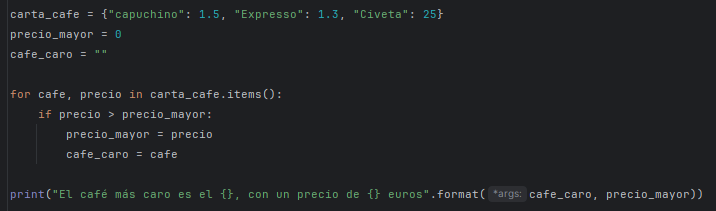 carta_cafe = {"capuchino": 1.5, "Expresso": 1.3, "Civeta": 25}
precio_mayor = 0
cafe_caro = ""
for cafe, precio in carta_cafe.items():
    if precio > precio_mayor:
        precio_mayor = precio
        cafe_caro = cafe
print("El café más caro es el {}, con un precio de {} euros".format( *args: cafe_caro, precio_mayor))